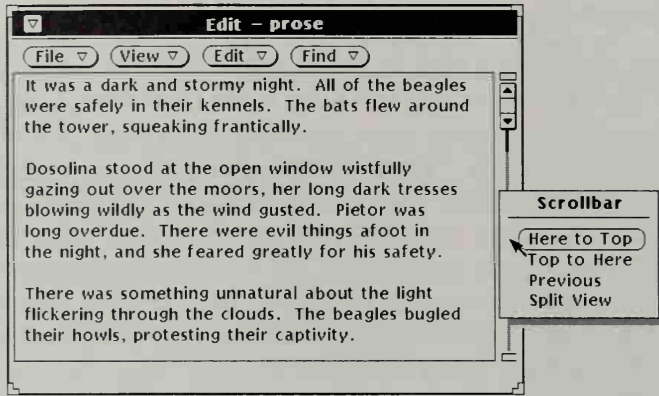 Edit – prose
File View Edit Find
It was a dark and stormy night. All of the beagles
were safely in their kennels. The bats flew around
the tower, squeaking frantically.
Dosolina stood at the open window wistfully
gazing out over the moors, her long dark tresses
blowing wildly as the wind gusted. Pietor was
long overdue. There were evil things afoot in
the night, and she feared greatly for his safety.
There was something unnatural about the light
flickering through the clouds. The beagles bugled
their howls, protesting their captivity.
Scrollbar
Here to Top
Top to Here
Previous
Split View